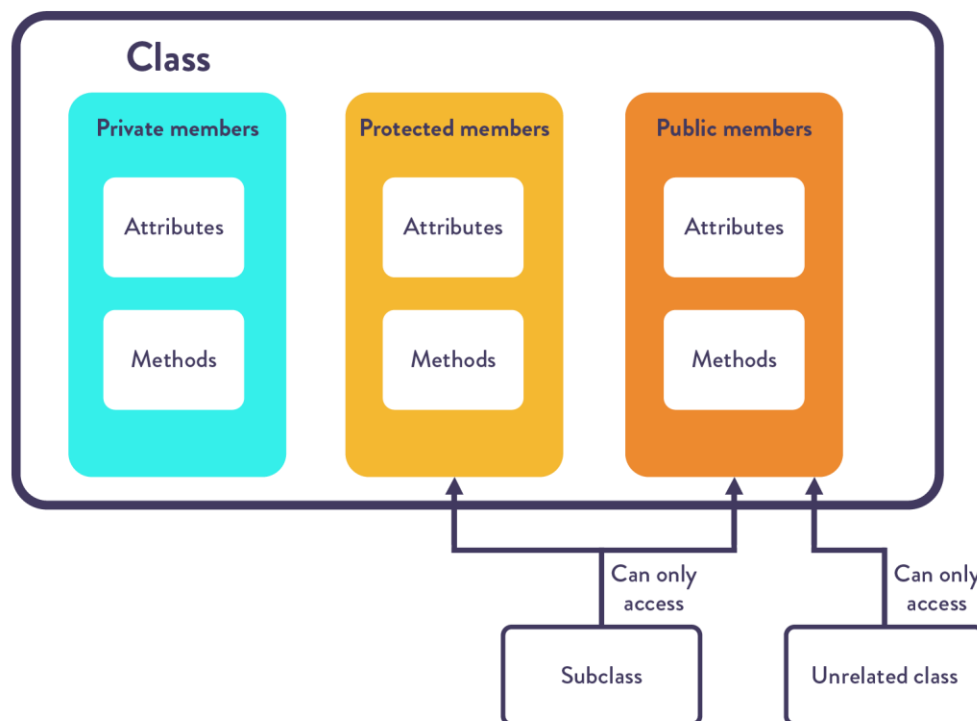 Class
Private members
Attributes
Methods
Protected members
Attributes
Methods
Public members
Attributes
Methods
Can only
access
Subclass
Can only
access
Unrelated class